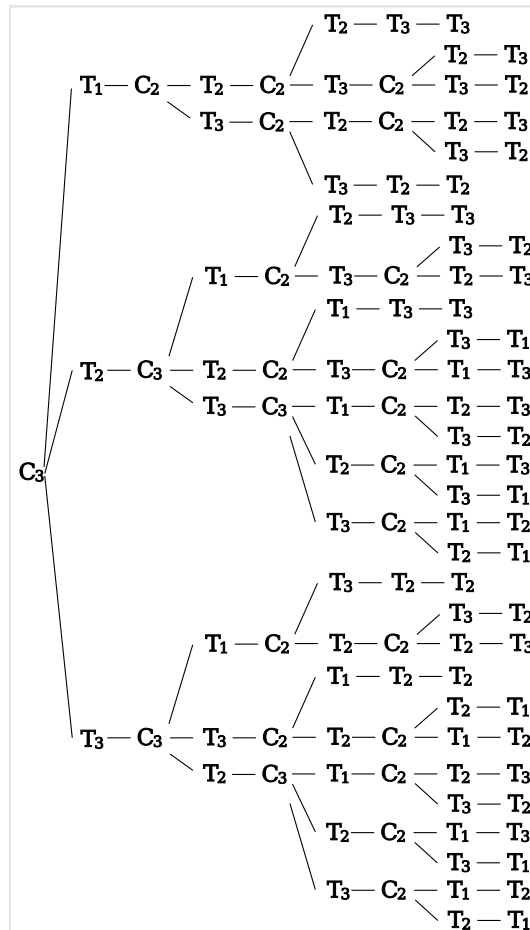 T₂ — T₃ — T₃
T₂ — T₃
T₁ — C₂ — T₂ — C₂ — T₃ — C₂ — T₃ — T₂
T₃ — C₂ — T₂ — C₂ — T₂ — T₃
T₃ — T₂
T₃ — T₂ — T₂
T₂ — T₃ — T₃
T₃ — T₂
T₁ — C₂ — T₃ — C₂ — T₂ — T₃
T₁ — T₃ — T₃
T₃ — T₁
T₂ — C₃ — T₂ — C₂ — T₃ — C₂ — T₁ — T₃
T₃ — C₃ — T₁ — C₂ — T₂ — T₃
T₃ — T₂
T₂ — C₂ — T₁ — T₃
C₃
T₃ — T₁
T₃ — C₂ — T₁ — T₂
T₂ — T₁
T₃ — T₂ — T₂
T₃ — T₂
T₁ — C₂ — T₂ — C₂ — T₂ — T₃
T₁ — T₂ — T₂
T₂ — T₁
T₃ — C₃ — T₃ — C₂ — T₂ — C₂ — T₁ — T₂
T₂ — C₃ — T₁ — C₂ — T₂ — T₃
T₃ — T₂
T₂ — C₂ — T₁ — T₃
T₃ — T₁
T₃ — C₂ — T₁ — T₂
T₂ — T₁